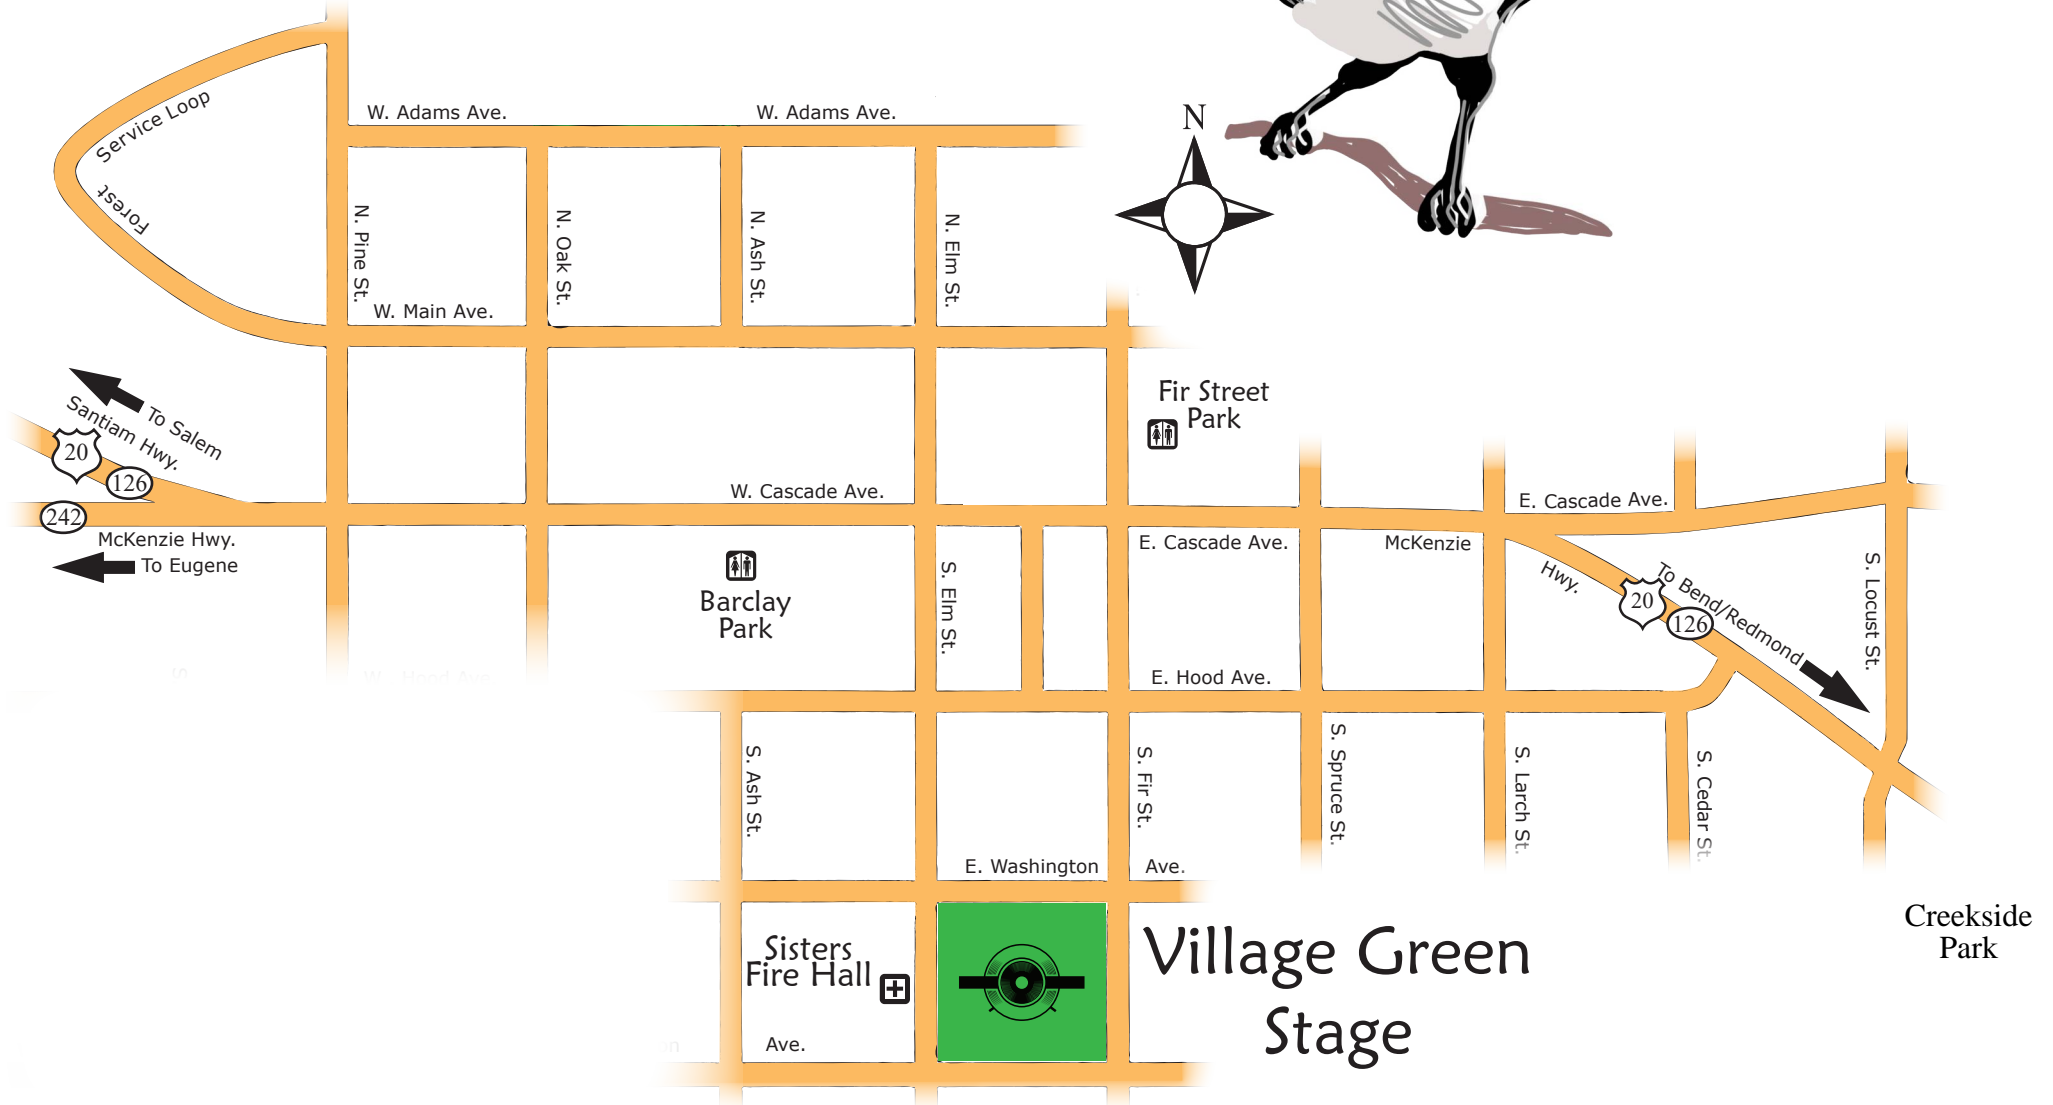 W. Adams Ave.
W. Adams Ave.
N
Service Loop
Forest
N. Pine St.
N. Oak St.
N. Ash St.
N. Elm St.
W. Main Ave.
Fir Street
Park
To Salem
Santiam Hwy.
20
126
242
McKenzie Hwy.
To Eugene
W. Cascade Ave.
E. Cascade Ave.
E. Cascade Ave.
McKenzie
Hwy.
To Bend/Redmond
20
126
S. Locust St.
Barclay
Park
S. Elm St.
W. Hood Ave.
S
E. Hood Ave.
S. Ash St.
S. Fir St.
S. Spruce St.
S. Larch St.
S. Cedar St.
E. Washington
Ave.
Sisters
Fire Hall
Village Green
Stage
Creekside
Park
on
Ave.